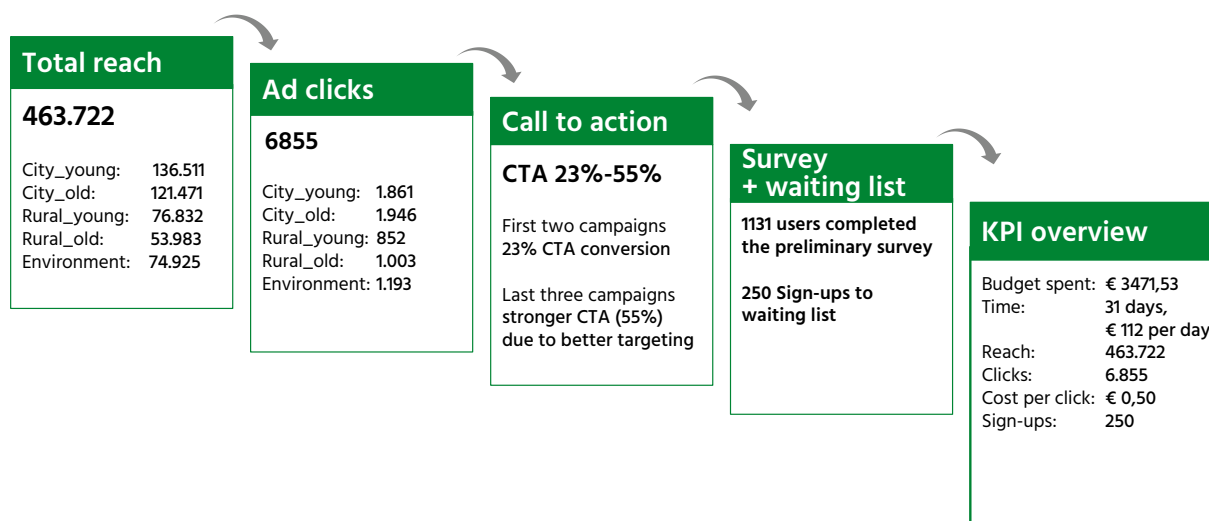 Total reach
463.722
City_young: 136.511
City_old: 121.471
Rural_young: 76.832
Rural_old: 53.983
Environment: 74.925
Ad clicks
6855
City_young: 1.861
City_old: 1.946
Rural_young: 852
Rural_old: 1.003
Environment: 1.193
Call to action
CTA 23%-55%
First two campaigns
23% CTA conversion
Last three campaigns
stronger CTA (55%)
due to better targeting
Survey
+ waiting list
1131 users completed
the preliminary survey
250 Sign-ups to
waiting list
KPI overview
Budget spent: € 3471,53
Time: 31 days,
€ 112 per day
Reach: 463.722
Clicks: 6.855
Cost per click: € 0,50
Sign-ups: 250